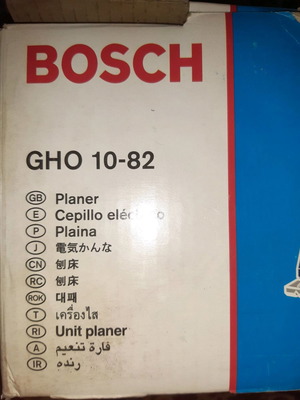 BOSCH
GHO 10-82
GB Planer
E Cepillo eléctrico
P Plaina
J 電気かんな
CN 刨床
RC 刨床
ROK 대패
T เครื่องไส
RI Unit planer
A فارة تنعيم
IR رنده